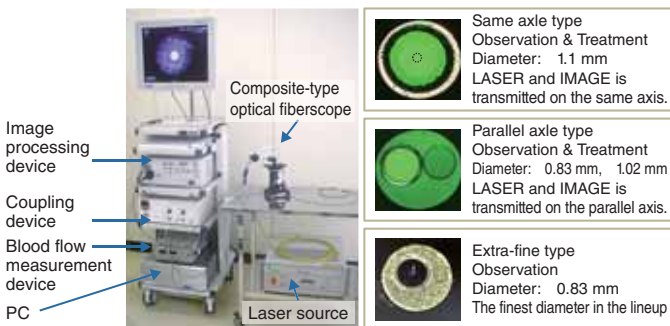 Composite-type
optical fiberscope
Image
processing
device
Coupling
device
Blood flow
measurement
device
PC
Laser source
Same axle type
Observation & Treatment
Diameter: 1.1 mm
LASER and IMAGE is
transmitted on the same axis.
Parallel axle type
Observation & Treatment
Diameter: 0.83 mm, 1.02 mm
LASER and IMAGE is
transmitted on the parallel axis.
Extra-fine type
Observation
Diameter: 0.83 mm
The finest diameter in the lineup